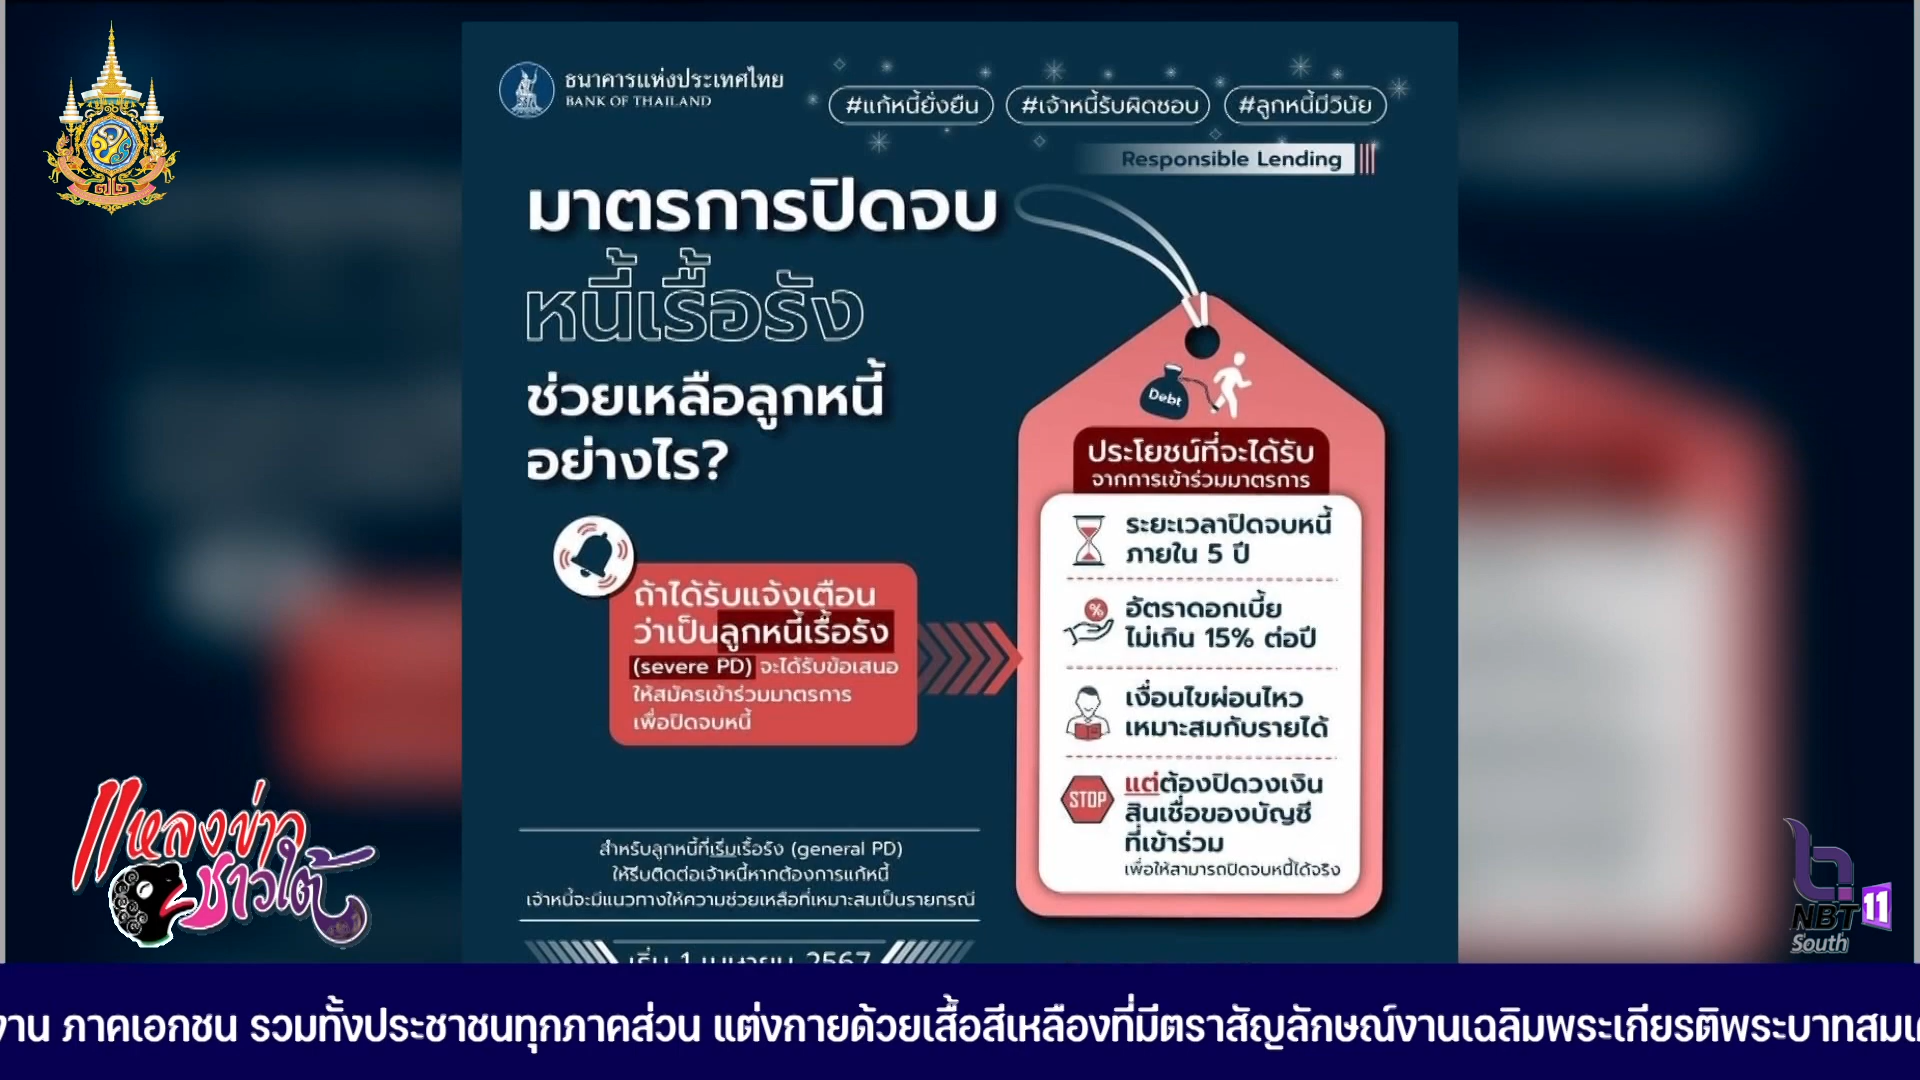 ธนาคารแห่งประเทศไทย
BANK OF THAILAND
#แก้หนี้ยั่งยืน #เจ้าหนี้รับผิดชอบ #ลูกหนี้มีวินัย
Responsible Lending
มาตรการปิดจบ
หนี้เรื้อรัง
ช่วยเหลือลูกหนี้
อย่างไร?
ถ้าได้รับแจ้งเตือน
ว่าเป็นลูกหนี้เรื้อรัง
(severe PD) จะได้รับข้อเสนอ
ให้สมัครเข้าร่วมมาตรการ
เพื่อปิดจบหนี้
Debt
ประโยชน์ที่จะได้รับ
จากการเข้าร่วมมาตรการ
ระยะเวลาปิดจบหนี้
ภายใน 5 ปี
%
อัตราดอกเบี้ย
ไม่เกิน 15% ต่อปี
เงื่อนไขผ่อนไหว
เหมาะสมกับรายได้
STOP
แต่ต้องปิดวงเงิน
สินเชื่อของบัญชี
ที่เข้าร่วม
เพื่อให้สามารถปิดจบหนี้ได้จริง
สำหรับลูกหนี้ที่เริ่มเรื้อรัง (general PD)
ให้รีบติดต่อเจ้าหนี้หากต้องการแก้หนี้
เจ้าหนี้จะมีแนวทางให้ความช่วยเหลือที่เหมาะสมเป็นรายกรณี
เริ่ม 1 เมษายน 2567
แหลงข่าว
ชาวใต้
NBT 11
South
งาน ภาคเอกชน รวมทั้งประชาชนทุกภาคส่วน แต่งกายด้วยเสื้อสีเหลืองที่มีตราสัญลักษณ์งานเฉลิมพระเกียรติพระบาทสมเ